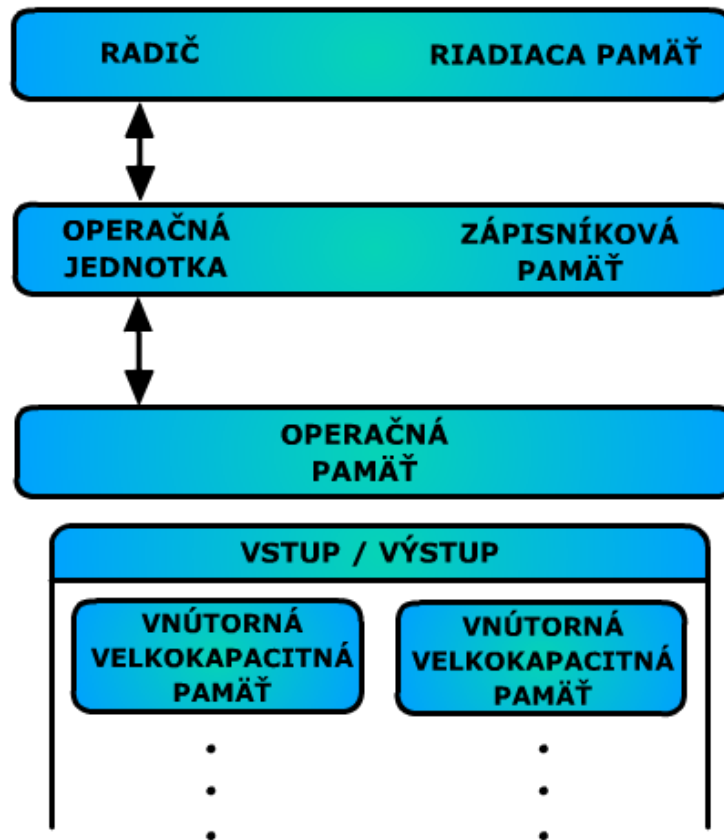 RADIČ
RIADIACA PAMÄŤ
OPERAČNÁ
JEDNOTKA
ZÁPISNÍKOVÁ
PAMÄŤ
OPERAČNÁ
PAMÄŤ
VSTUP / VÝSTUP
VNÚTORNÁ
VELKOKAPACITNÁ
PAMÄŤ
VNÚTORNÁ
VELKOKAPACITNÁ
PAMÄŤ